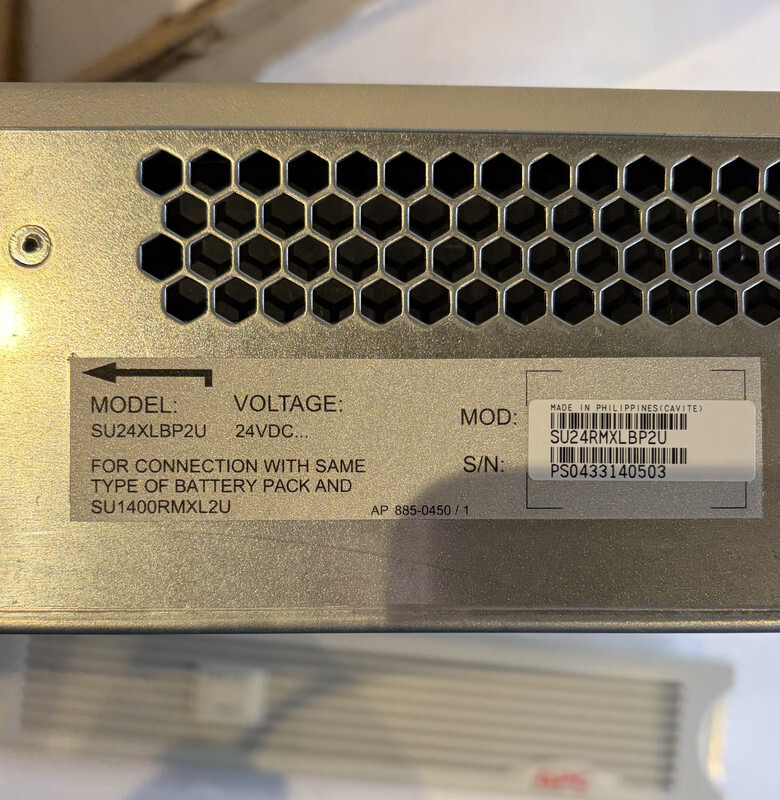 MODEL:
SU24XLBP2U
VOLTAGE:
24VDC...
FOR CONNECTION WITH SAME
TYPE OF BATTERY PACK AND
SU1400RMXL2U
AP 885-0450 / 1
MOD:
S/N:
MADE IN PHILIPPINES(CAVITE)
SU24RMXLBP2U
PS0433140503
APC